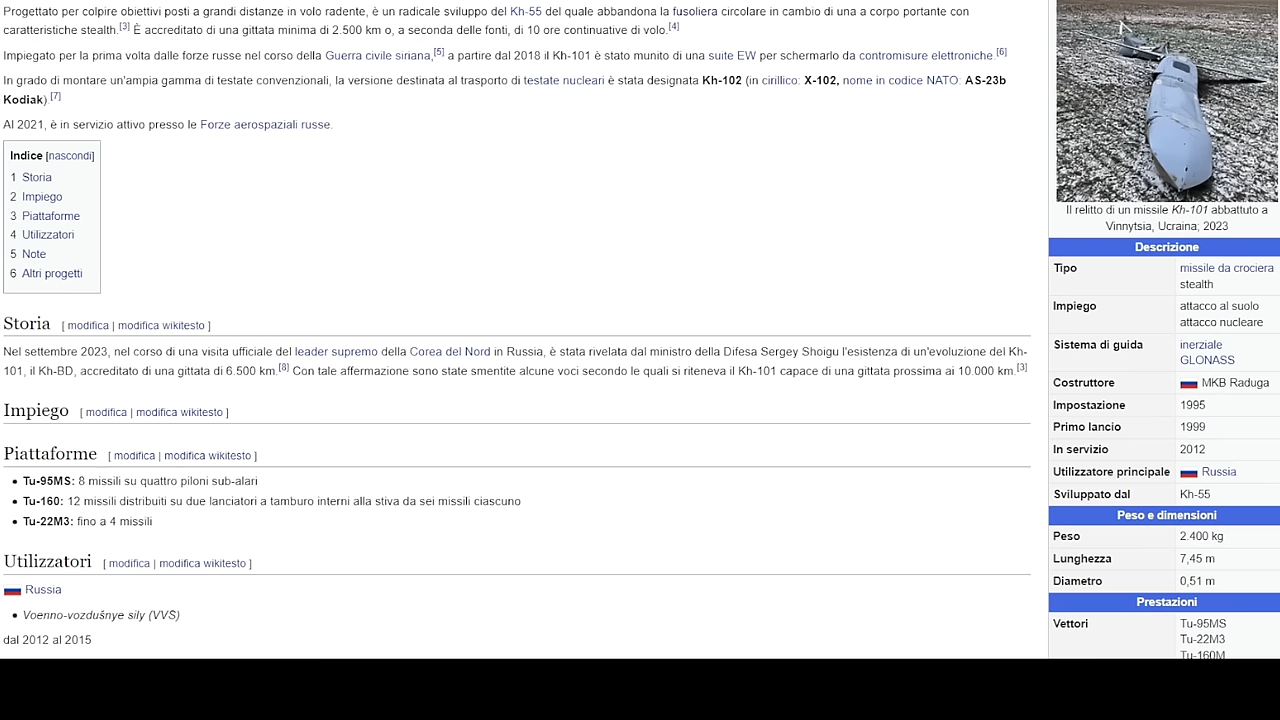 Progettato per colpire obiettivi posti a grandi distanze in volo radente, è un radicale sviluppo del Kh-55 del quale abbandona la fusoliera circolare in cambio di una a corpo portante con
caratteristiche stealth.[3] È accreditato di una gittata minima di 2.500 km o, a seconda delle fonti, di 10 ore continuative di volo.[4]
Impiegato per la prima volta dalle forze russe nel corso della Guerra civile siriana,[5] a partire dal 2018 il Kh-101 è stato munito di una suite EW per schermarlo da contromisure elettroniche.[6]
In grado di montare un'ampia gamma di testate convenzionali, la versione destinata al trasporto di testate nucleari è stata designata Kh-102 (in cirillico: X-102, nome in codice NATO: AS-23b
Kodiak).[7]
Al 2021, è in servizio attivo presso le Forze aerospaziali russe.
Indice [nascondi]
1 Storia
2 Impiego
3 Piattaforme
4 Utilizzatori
5 Note
6 Altri progetti
Storia [ modifica | modifica wikitesto ]
Nel settembre 2023, nel corso di una visita ufficiale del leader supremo della Corea del Nord in Russia, è stata rivelata dal ministro della Difesa Sergey Shoigu l'esistenza di un'evoluzione del Kh-
101, il Kh-BD, accreditato di una gittata di 6.500 km.[8] Con tale affermazione sono state smentite alcune voci secondo le quali si riteneva il Kh-101 capace di una gittata prossima ai 10.000 km.[3]
Impiego [ modifica | modifica wikitesto ]
Piattaforme [ modifica | modifica wikitesto ]
• Tu-95MS: 8 missili su quattro piloni sub-alari
• Tu-160: 12 missili distribuiti su due lanciatori a tamburo interni alla stiva da sei missili ciascuno
• Tu-22M3: fino a 4 missili
Utilizzatori [ modifica | modifica wikitesto ]
Russia
• Voenno-vozdušnye sily (VVS)
dal 2012 al 2015
Il relitto di un missile Kh-101 abbattuto a
Vinnytsia, Ucraina; 2023
Descrizione
Tipo missile da crociera
stealth
Impiego attacco al suolo
attacco nucleare
Sistema di guida inerziale
GLONASS
Costruttore MKB Raduga
Impostazione 1995
Primo lancio 1999
In servizio 2012
Utilizzatore principale Russia
Sviluppato dal Kh-55
Peso e dimensioni
Peso 2.400 kg
Lunghezza 7,45 m
Diametro 0,51 m
Prestazioni
Vettori Tu-95MS
Tu-22M3
Tu-160M